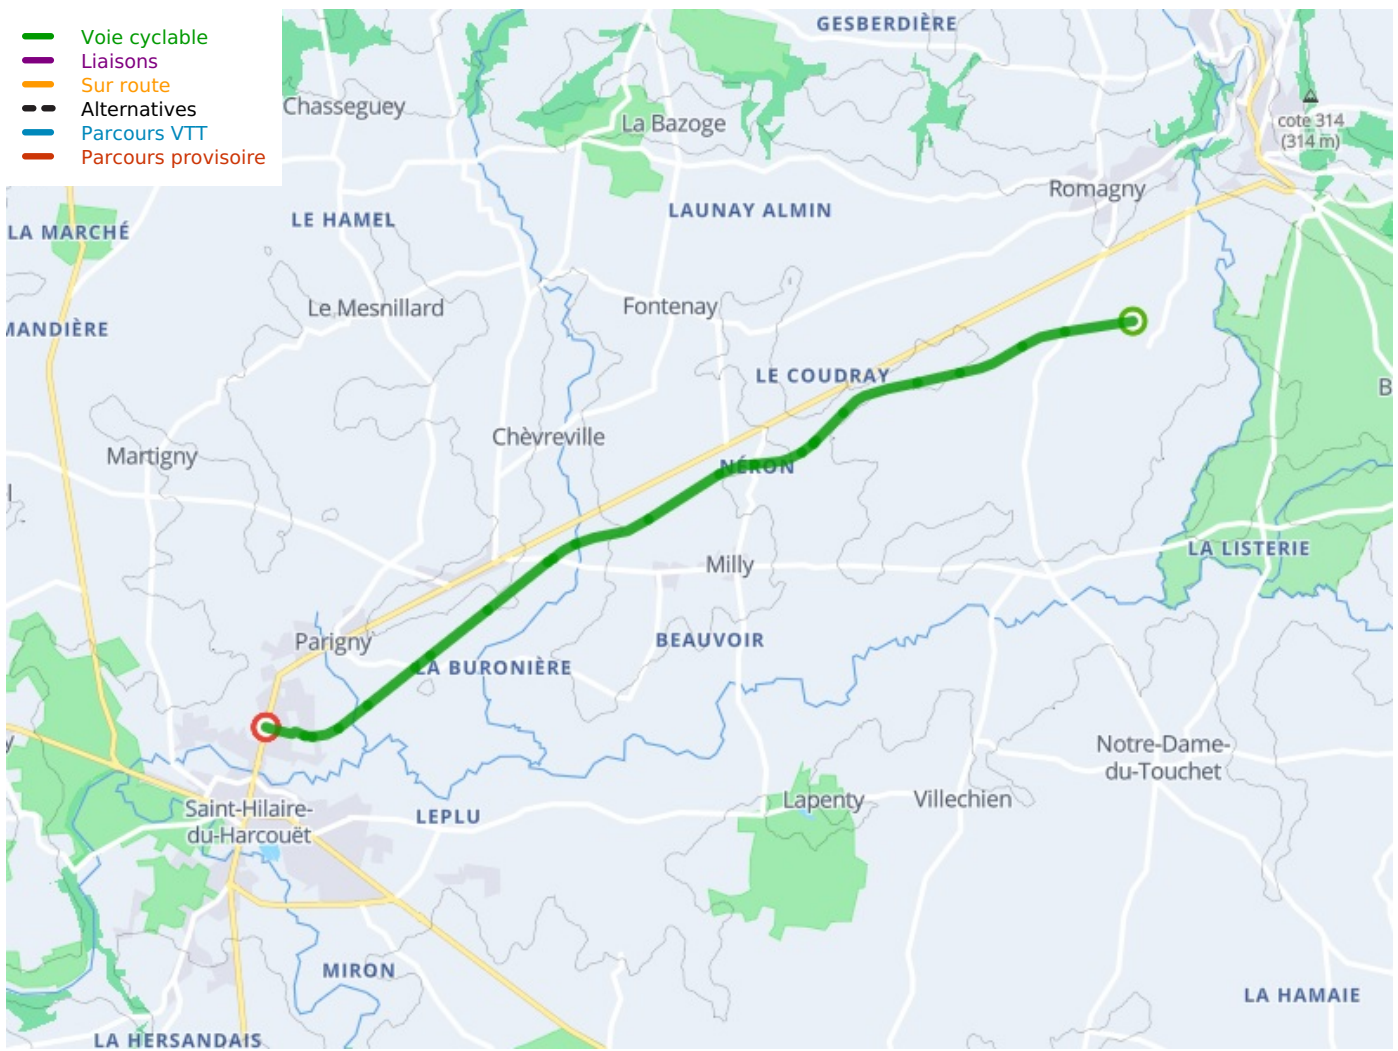 Voie cyclable
Liaisons
Sur route
Alternatives
Parcours VTT
Parcours provisoire
GESBERDIÈRE
Chasseguey
La Bazoge
cote 314
(314 m)
Romagny
LA MARCHÉ
LE HAMEL
LAUNAY ALMIN
Le Mesnillard
Fontenay
MANDIÈRE
LE COUDRAY
B
Chèvreville
Martigny
NÉRON
LA LISTERIE
Milly
Parigny
BEAUVOIR
LA BURONIÈRE
y
Notre-Dame-
du-Touchet
Saint-Hilaire-
du-Harcouët
LEPLU
Lapenty
Villechien
MIRON
LA HAMAIE
LA HERSANDAIS